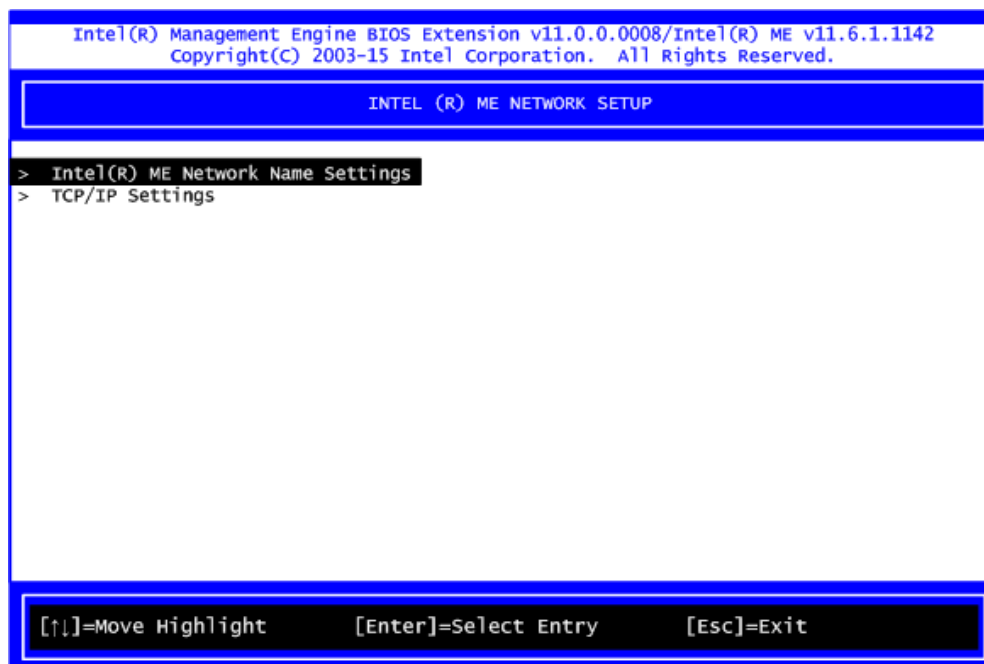 Intel(R) Management Engine BIOS Extension v11.0.0.0008/Intel(R) ME v11.6.1.1142
Copyright(C) 2003-15 Intel Corporation. All Rights Reserved.
INTEL (R) ME NETWORK SETUP
> Intel(R) ME Network Name Settings
> TCP/IP Settings
[↑↓]=Move Highlight [Enter]=Select Entry [Esc]=Exit